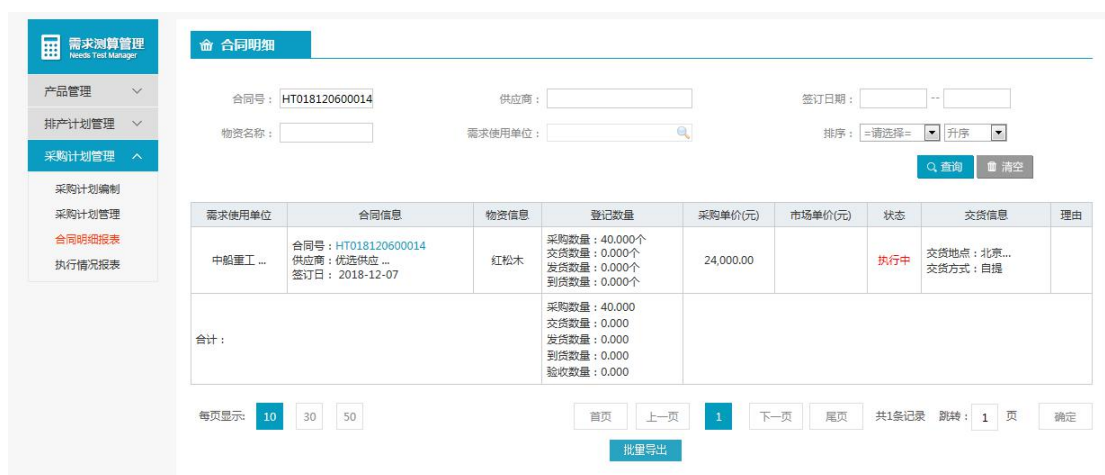 需求测算管理
Needs Test Manager
产品管理
排产计划管理
采购计划管理
采购计划编制
采购计划管理
合同明细报表
执行情况报表
合同明细
合同号： HT018120600014 供应商： 签订日期： --
物资名称： 需求使用单位： 排序： =请选择= 升序
查询 清空
需求使用单位 合同信息 物资信息 登记数量 采购单价(元) 市场单价(元) 状态 交货信息 理由
中船重工 ...
合同号：HT018120600014
供应商：优选供应 ...
签订日： 2018-12-07
红松木
采购数量：40.000个
交货数量：0.000个
发货数量：0.000个
到货数量：0.000个
24,000.00
执行中
交货地点：北京...
交货方式：自提
合计：
采购数量：40.000
交货数量：0.000
发货数量：0.000
到货数量：0.000
验收数量：0.000
每页显示: 10 30 50 首页 上一页 1 下一页 尾页 共1条记录 跳转： 1 页 确定
批量导出